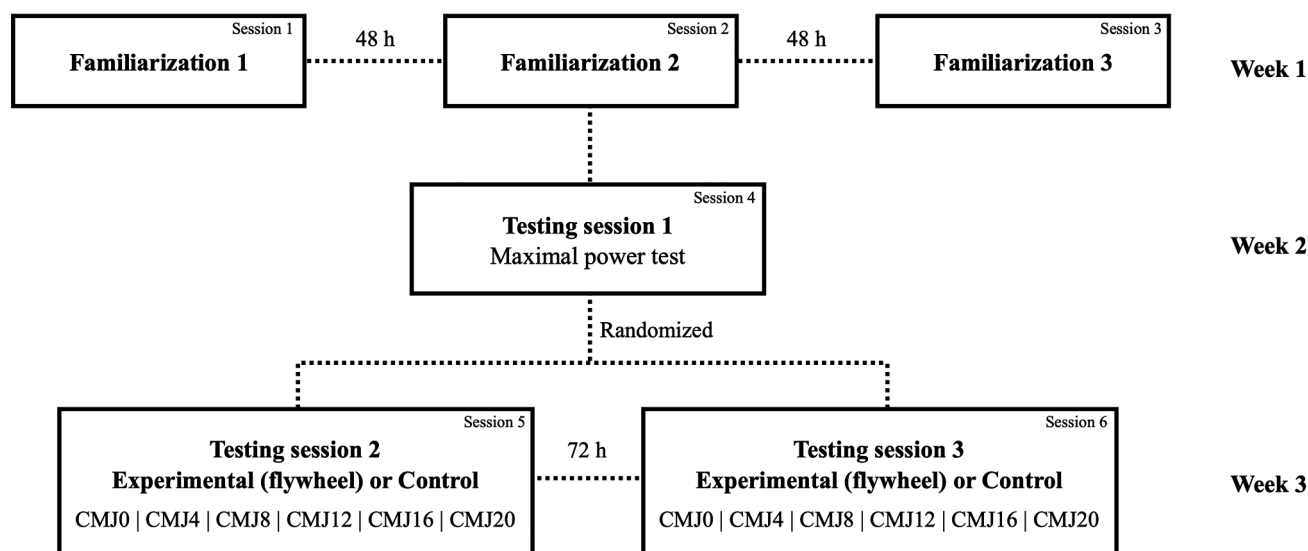 Session 1
Familiarization 1
48 h
Session 2
Familiarization 2
48 h
Session 3
Familiarization 3
Week 1
Session 4
Testing session 1
Maximal power test
Week 2
Randomized
Session 5
Testing session 2
Experimental (flywheel) or Control
CMJ0 | CMJ4 | CMJ8 | CMJ12 | CMJ16 | CMJ20
72 h
Session 6
Testing session 3
Experimental (flywheel) or Control
CMJ0 | CMJ4 | CMJ8 | CMJ12 | CMJ16 | CMJ20
Week 3